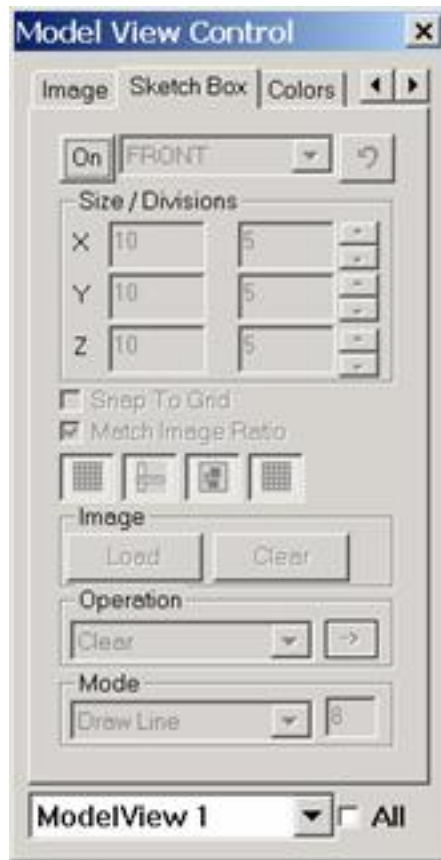 Model View Control
Image Sketch Box Colors
On FRONT
Size / Divisions
X 10 5
Y 10 5
Z 10 5
Snap To Grid
Match Image Ratio
Image
Load Clear
Operation
Clear ->
Mode
Draw Line 8
ModelView 1 All